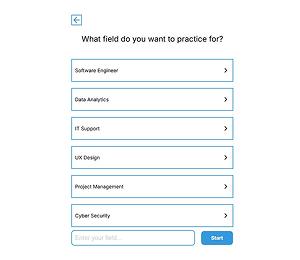 What field do you want to practice for?
Software Engineer
Data Analytics
IT Support
UX Design
Project Management
Cyber Security
Enter your field...
Start